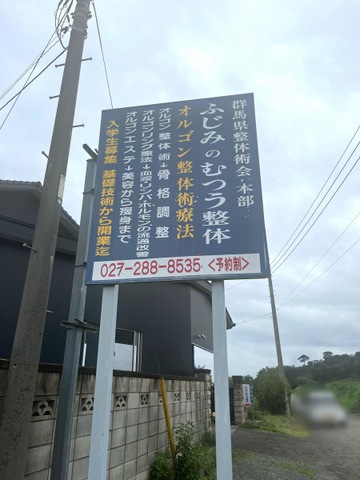 群馬県整体術会・本部
ふじみのむつう整体
オルゴン整体術療法
オルゴン整体術→骨格調整
オルゴンリング療法→血液・リンパ・ホルモンの流通改善
オルゴンエステ→美容から痩身まで
入学生募集 基礎技術から開業迄
027-288-8535 <予約制>